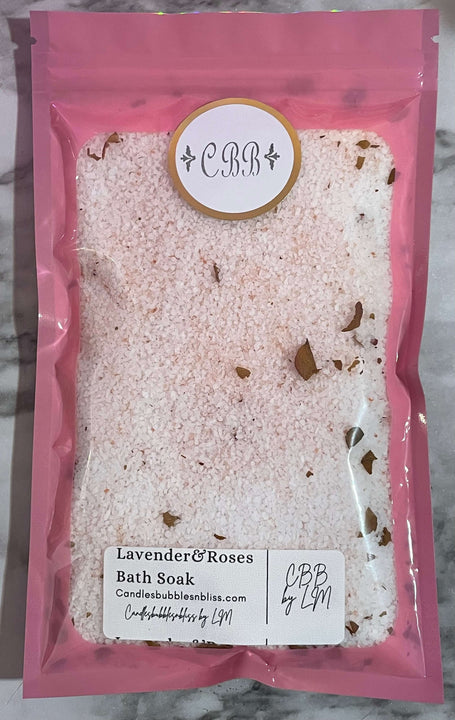 CBB
Lavender&Roses
Bath Soak
Candlesbubblesnbliss.com
Candlesbubblesnbliss by LM
CBB
by LM